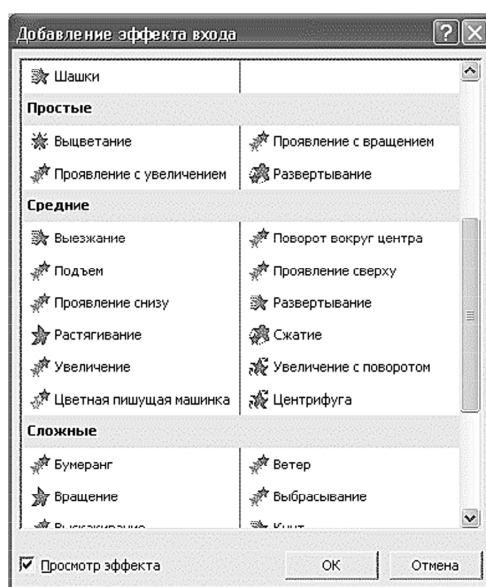 Добавление эффекта входа
Шашки
Простые
Выцветание Проявление с вращением
Проявление с увеличением Развертывание
Средние
Выезжание Поворот вокруг центра
Подъем Проявление сверху
Проявление снизу Развертывание
Растягивание Сжатие
Увеличение Увеличение с поворотом
Цветная пишущая машинка Центрифуга
Сложные
Бумеранг Ветер
Вращение Выбрасывание
Просмотр эффекта ОК Отмена